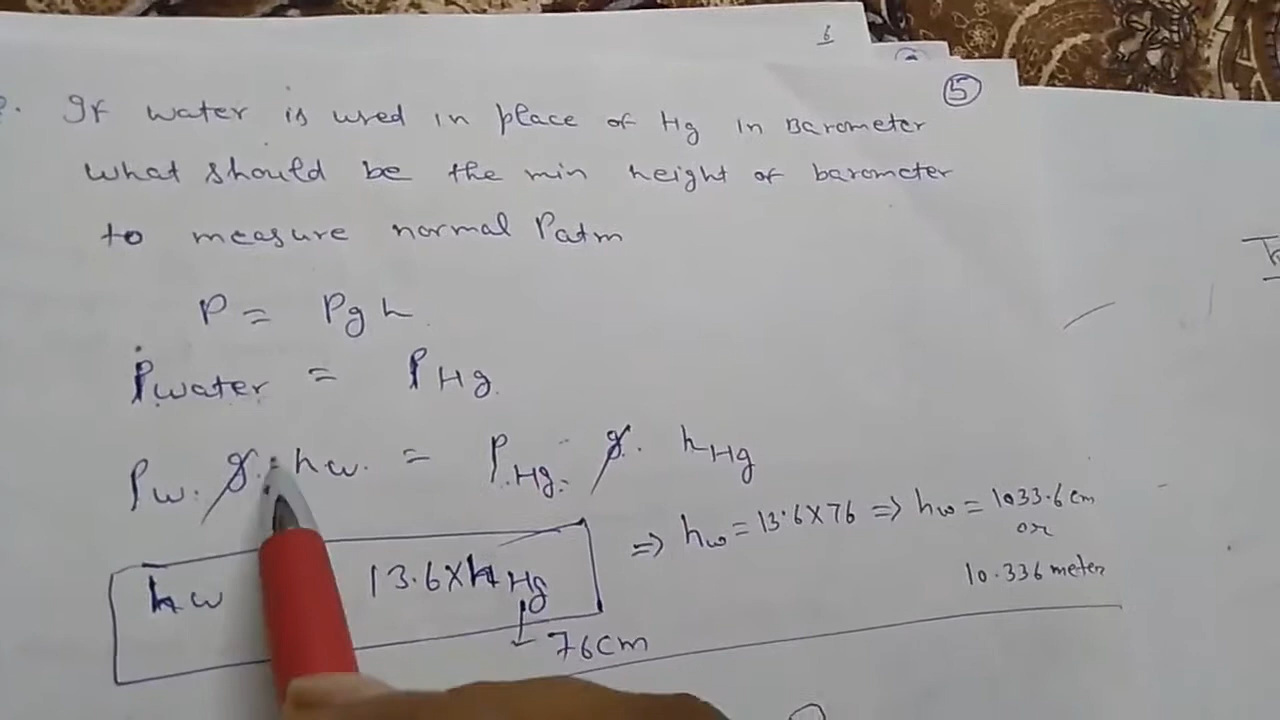 6
5
If water is used in place of Hg in Barometer
what should be the min height of barometer
to measure normal Patm
P = ρgh
Pwater = PHg
ρw. g. hw. = ρHg. g. hHg
hw 13.6×hHg
76cm
⇒ hw = 13.6×76 ⇒ hw = 1033.6 cm
or
10.336 meter